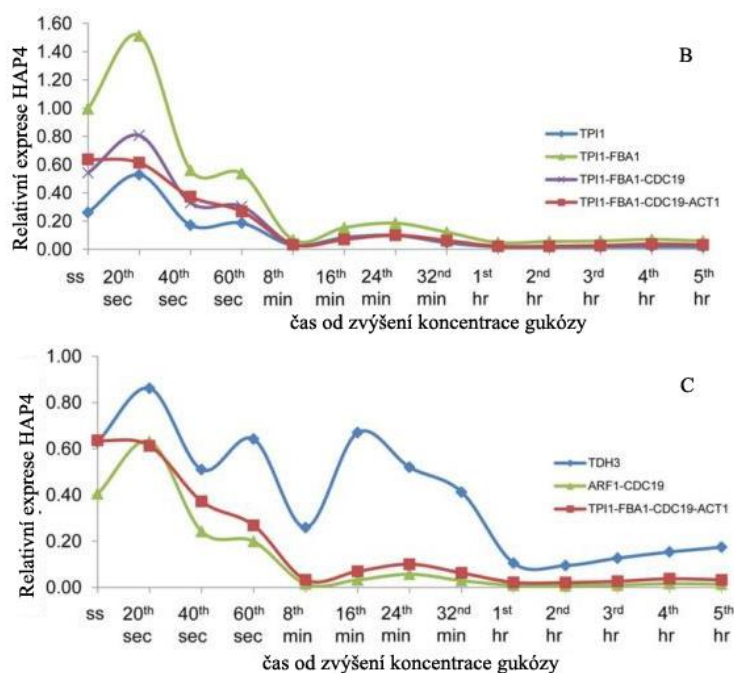 Relativní exprese HAP4
1.60
1.40
1.20
1.00
0.80
0.60
0.40
0.20
0.00
B
TPI1
TPI1-FBA1
TPI1-FBA1-CDC19
TPI1-FBA1-CDC19-ACT1
ss 20th 40th 60th 8th 16th 24th 32nd 1st 2nd 3rd 4th 5th
sec sec sec min min min min hr hr hr hr hr
čas od zvýšení koncentrace gukózy
Relativní exprese HAP4
1.00
0.80
0.60
0.40
0.20
0.00
C
TDH3
ARF1-CDC19
TPI1-FBA1-CDC19-ACT1
ss 20th 40th 60th 8th 16th 24th 32nd 1st 2nd 3rd 4th 5th
sec sec sec min min min min hr hr hr hr hr
čas od zvýšení koncentrace gukózy